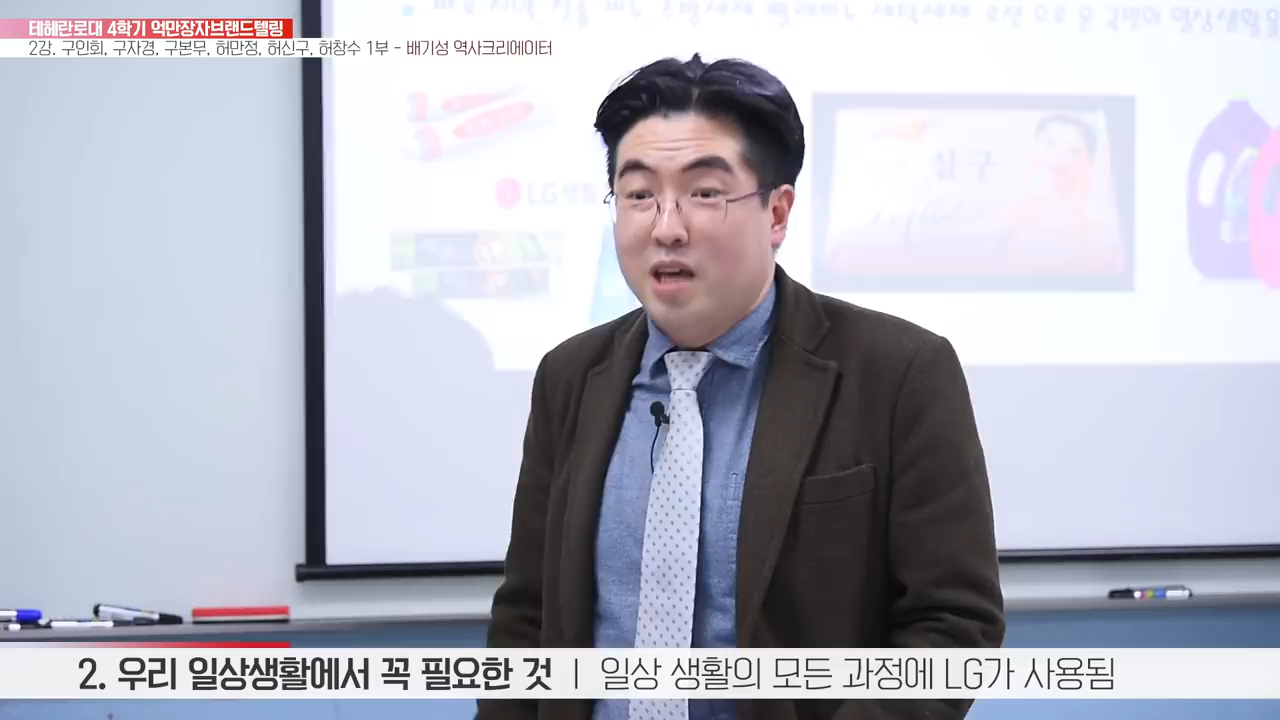 테헤란로대 4학기 억만장자브랜드텔링
2강. 구인회, 구자경, 구본무, 허만정, 허신구, 허창수 1부 - 배기성 역사크리에이터
LG생활
살구
2. 우리 일상생활에서 꼭 필요한 것 | 일상 생활의 모든 과정에 LG가 사용됨